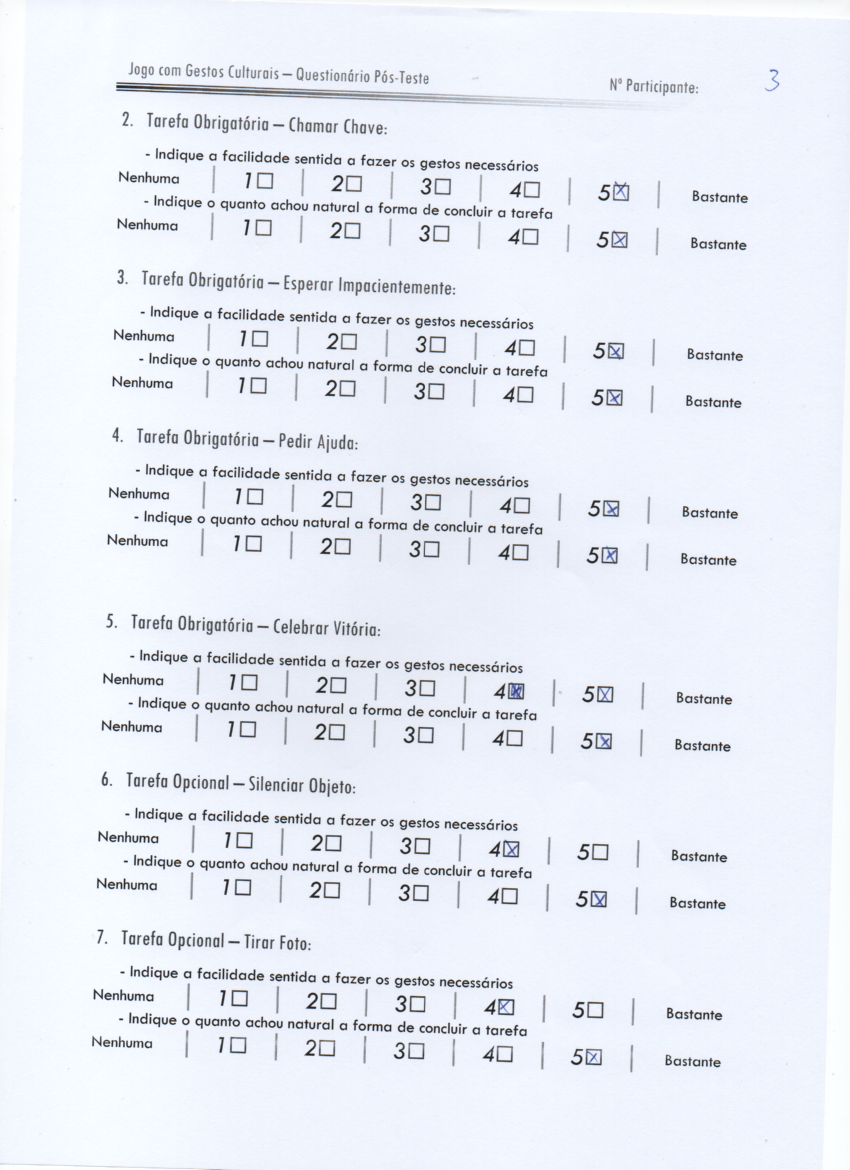 Jogo com Gestos Culturais – Questionário Pós-Teste Nº Participante: 3
2. Tarefa Obrigatória – Chamar Chave:
- Indique a facilidade sentida a fazer os gestos necessários
Nenhuma | 1☐ | 2☐ | 3☐ | 4☐ | 5☒ | Bastante
- Indique o quanto achou natural a forma de concluir a tarefa
Nenhuma | 1☐ | 2☐ | 3☐ | 4☐ | 5☒ | Bastante
3. Tarefa Obrigatória – Esperar Impacientemente:
- Indique a facilidade sentida a fazer os gestos necessários
Nenhuma | 1☐ | 2☐ | 3☐ | 4☐ | 5☒ | Bastante
- Indique o quanto achou natural a forma de concluir a tarefa
Nenhuma | 1☐ | 2☐ | 3☐ | 4☐ | 5☒ | Bastante
4. Tarefa Obrigatória – Pedir Ajuda:
- Indique a facilidade sentida a fazer os gestos necessários
Nenhuma | 1☐ | 2☐ | 3☐ | 4☐ | 5☒ | Bastante
- Indique o quanto achou natural a forma de concluir a tarefa
Nenhuma | 1☐ | 2☐ | 3☐ | 4☐ | 5☒ | Bastante
5. Tarefa Obrigatória – Celebrar Vitória:
- Indique a facilidade sentida a fazer os gestos necessários
Nenhuma | 1☐ | 2☐ | 3☐ | 4☒ | 5☒ | Bastante
- Indique o quanto achou natural a forma de concluir a tarefa
Nenhuma | 1☐ | 2☐ | 3☐ | 4☐ | 5☒ | Bastante
6. Tarefa Opcional – Silenciar Objeto:
- Indique a facilidade sentida a fazer os gestos necessários
Nenhuma | 1☐ | 2☐ | 3☐ | 4☒ | 5☐ | Bastante
- Indique o quanto achou natural a forma de concluir a tarefa
Nenhuma | 1☐ | 2☐ | 3☐ | 4☐ | 5☒ | Bastante
7. Tarefa Opcional – Tirar Foto:
- Indique a facilidade sentida a fazer os gestos necessários
Nenhuma | 1☐ | 2☐ | 3☐ | 4☒ | 5☐ | Bastante
- Indique o quanto achou natural a forma de concluir a tarefa
Nenhuma | 1☐ | 2☐ | 3☐ | 4☐ | 5☒ | Bastante